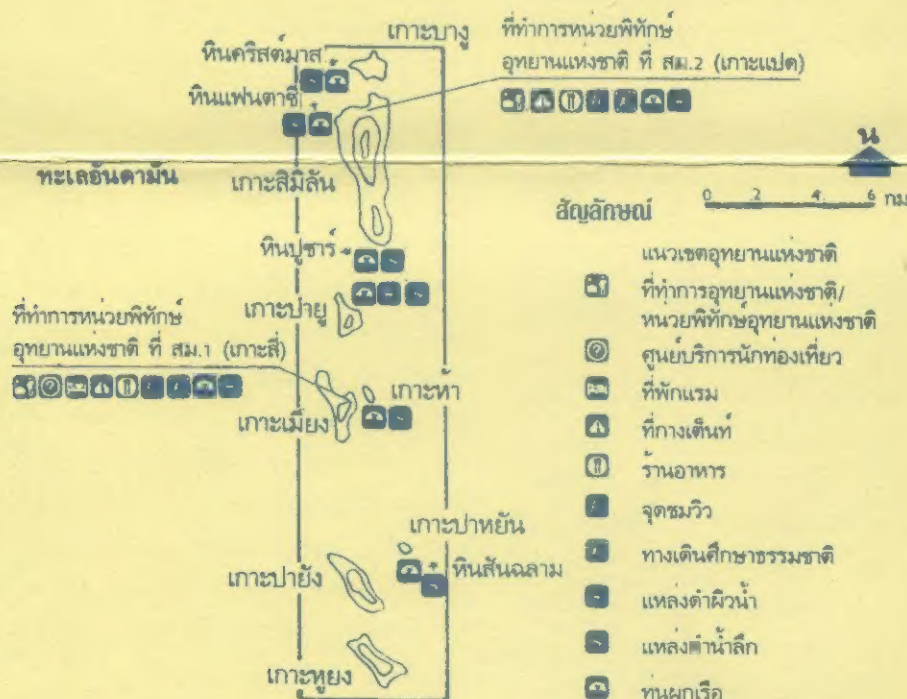 เกาะบางู
หินคริสต์มาส
ที่ทำการหน่วยพิทักษ์
อุทยานแห่งชาติ ที่ สม.2 (เกาะแปด)
หินแฟนตาซี
น
ทะเลอันดามัน
เกาะสิมิลัน
0 2 4 6 กม
สัญลักษณ์
หินปูซาร์
แนวเขตอุทยานแห่งชาติ
ที่ทำการอุทยานแห่งชาติ/
หน่วยพิทักษ์อุทยานแห่งชาติ
ศูนย์บริการนักท่องเที่ยว
ที่พักแรม
ที่กางเต็นท์
ร้านอาหาร
จุดชมวิว
ทางเดินศึกษาธรรมชาติ
แหล่งดำผิวน้ำ
แหล่งดำน้ำลึก
ทุ่นผูกเรือ
เกาะปายู
ที่ทำการหน่วยพิทักษ์
อุทยานแห่งชาติ ที่ สม.1 (เกาะสี่)
เกาะห้า
เกาะเมี่ยง
เกาะปาหยัน
เกาะปายัง
หินสันฉลาม
เกาะหูยง